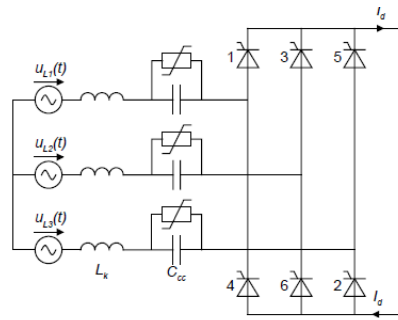 I_d
u_L1(t)
1 3 5
u_L2(t)
u_L3(t)
L_k C_cc
4 6 2
I_d